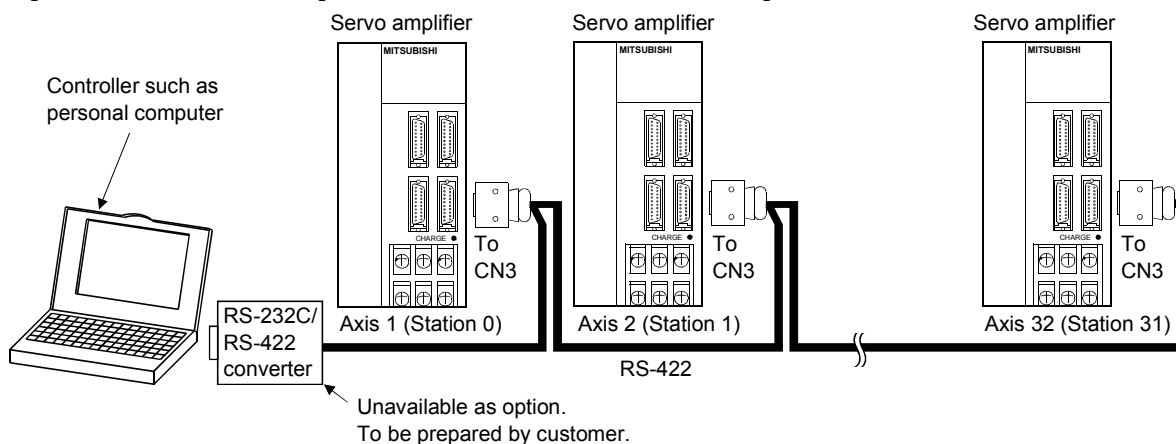 Servo amplifier
Servo amplifier
Servo amplifier
MITSUBISHI
MITSUBISHI
MITSUBISHI
Controller such as
personal computer
CHARGE
CHARGE
CHARGE
To
CN3
To
CN3
To
CN3
RS-232C/
RS-422
converter
Axis 1 (Station 0)
Axis 2 (Station 1)
Axis 32 (Station 31)
RS-422
Unavailable as option.
To be prepared by customer.